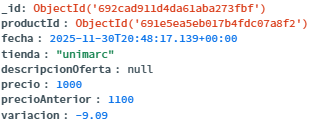 _id: ObjectId('692cad911d4da61aba273fbf')
productId : ObjectId('691e5ea5eb017b4fdc07a8f2')
fecha : 2025-11-30T20:48:17.139+00:00
tienda : "unimarc"
descripcionOferta : null
precio : 1000
precioAnterior : 1100
variacion : -9.09